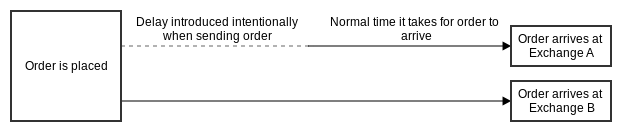 Delay introduced intentionally
when sending order
Normal time it takes for order to
arrive
Order is placed
Order arrives at
Exchange A
Order arrives at
Exchange B